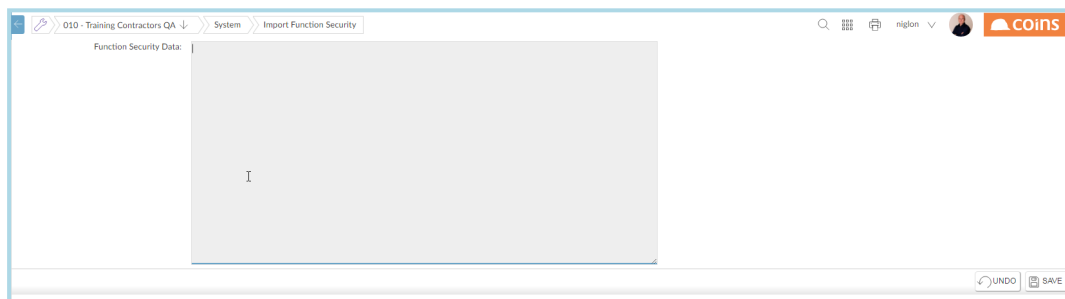 010 - Training Contractors QA System Import Function Security niglon COINS
Function Security Data:
UNDO SAVE